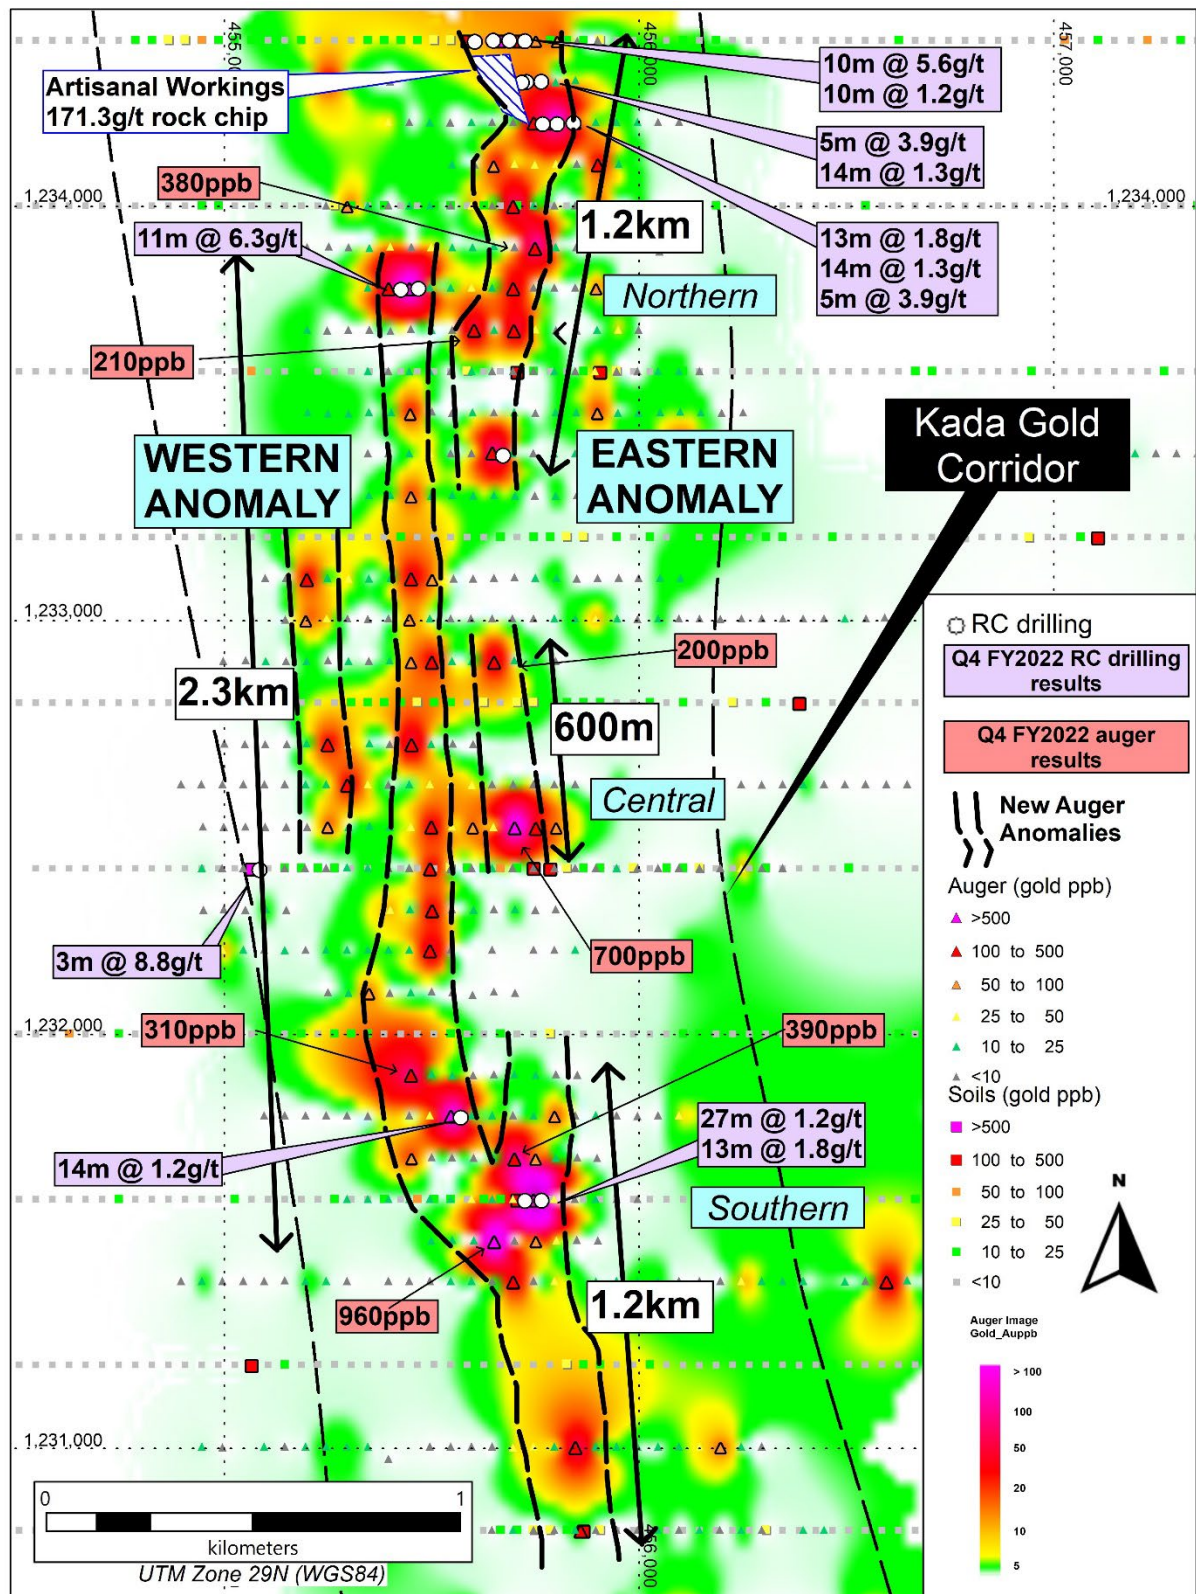 455,000
456,000
457,000
Artisanal Workings
171.3g/t rock chip
10m @ 5.6g/t
10m @ 1.2g/t
5m @ 3.9g/t
14m @ 1.3g/t
380ppb
1,234,000
1,234,000
11m @ 6.3g/t
1.2km
13m @ 1.8g/t
14m @ 1.3g/t
5m @ 3.9g/t
Northern
210ppb
Kada Gold
Corridor
WESTERN
ANOMALY
EASTERN
ANOMALY
1,233,000
200ppb
2.3km
600m
Central
3m @ 8.8g/t
700ppb
1,232,000
310ppb
390ppb
27m @ 1.2g/t
13m @ 1.8g/t
14m @ 1.2g/t
Southern
960ppb
1.2km
1,231,000
456,000
0
1
kilometers
UTM Zone 29N (WGS84)
RC drilling
Q4 FY2022 RC drilling
results
Q4 FY2022 auger
results
New Auger
Anomalies
Auger (gold ppb)
>500
100 to 500
50 to 100
25 to 50
10 to 25
<10
Soils (gold ppb)
>500
100 to 500
50 to 100
25 to 50
10 to 25
<10
N
Auger Image
Gold_Auppb
> 100
100
50
20
10
5